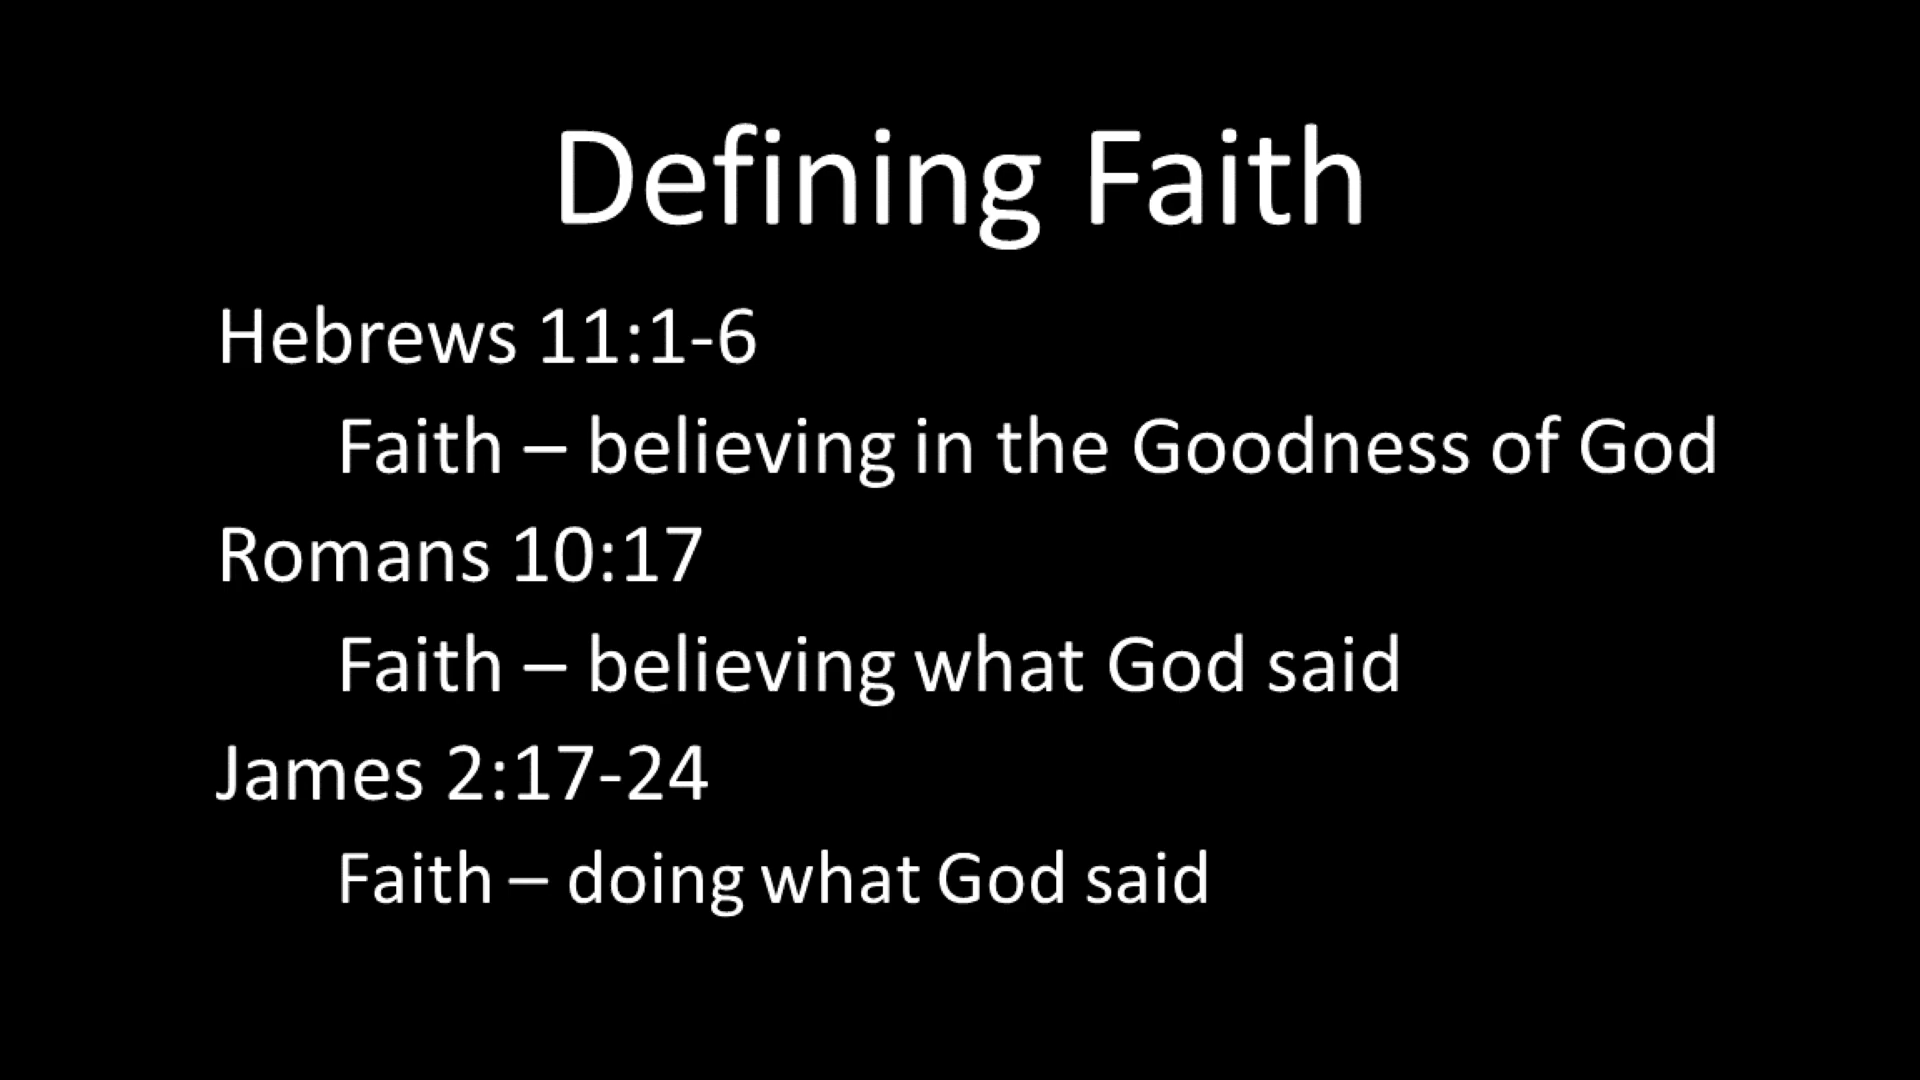 Defining Faith
Hebrews 11:1-6
Faith – believing in the Goodness of God
Romans 10:17
Faith – believing what God said
James 2:17-24
Faith – doing what God said